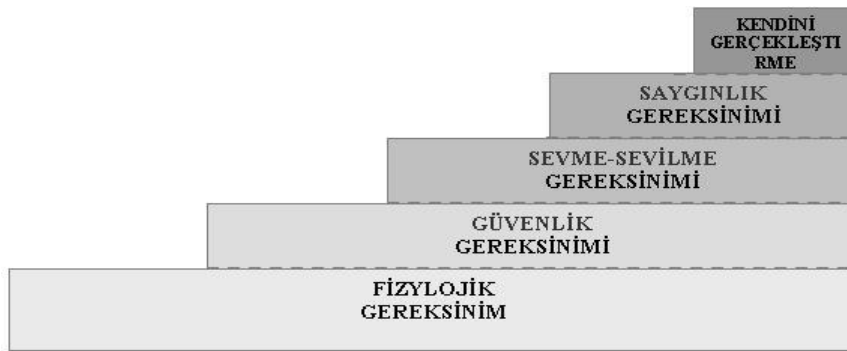 KENDİNİ
GERÇEKLEŞTİ
RME
SAYGINLIK
GEREKSİNİMİ
SEVME-SEVİLME
GEREKSİNİMİ
GÜVENLİK
GEREKSİNİMİ
FİZYLOJİK
GEREKSİNİM